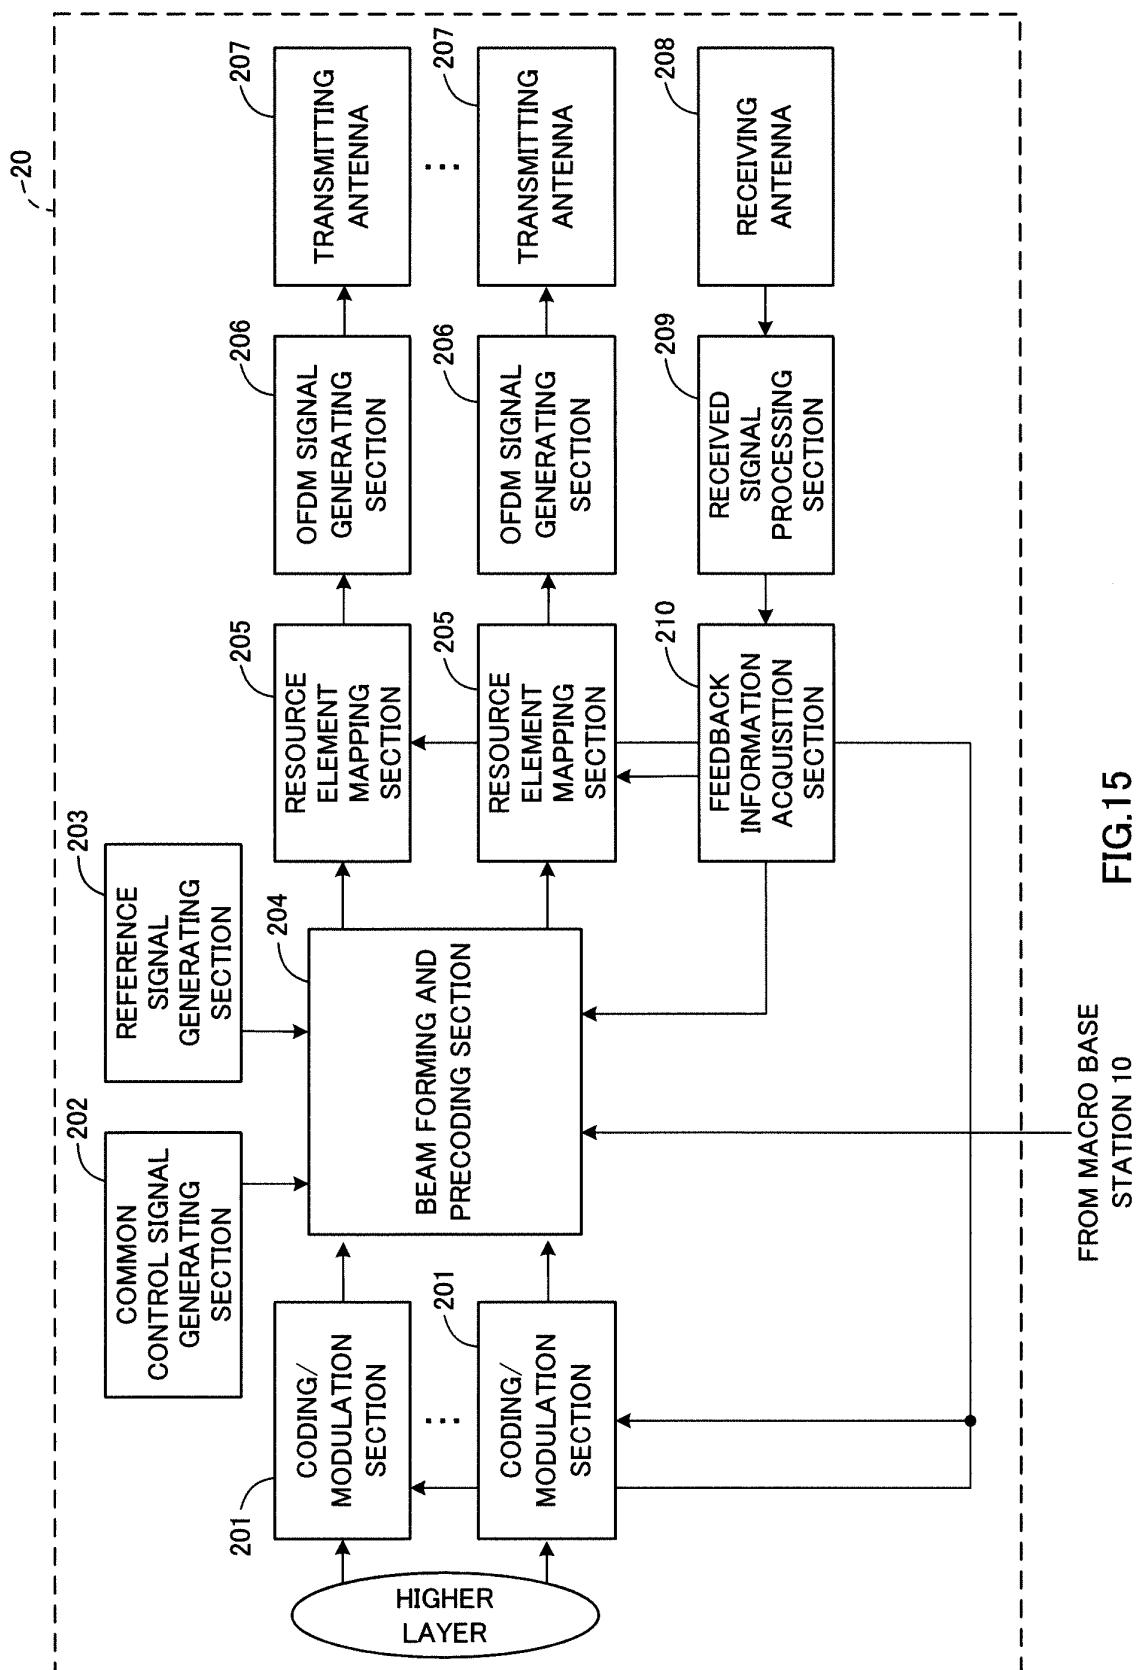 20
202
COMMON
CONTROL SIGNAL
GENERATING
SECTION
203
REFERENCE
SIGNAL
GENERATING
SECTION
HIGHER
LAYER
201
CODING/
MODULATION
SECTION
...
201
CODING/
MODULATION
SECTION
204
BEAM FORMING AND
PRECODING SECTION
205
RESOURCE
ELEMENT
MAPPING
SECTION
205
RESOURCE
ELEMENT
MAPPING
SECTION
206
OFDM SIGNAL
GENERATING
SECTION
206
OFDM SIGNAL
GENERATING
SECTION
207
TRANSMITTING
ANTENNA
...
207
TRANSMITTING
ANTENNA
210
FEEDBACK
INFORMATION
ACQUISITION
SECTION
209
RECEIVED
SIGNAL
PROCESSING
SECTION
208
RECEIVING
ANTENNA
FROM MACRO BASE
STATION 10
FIG.15